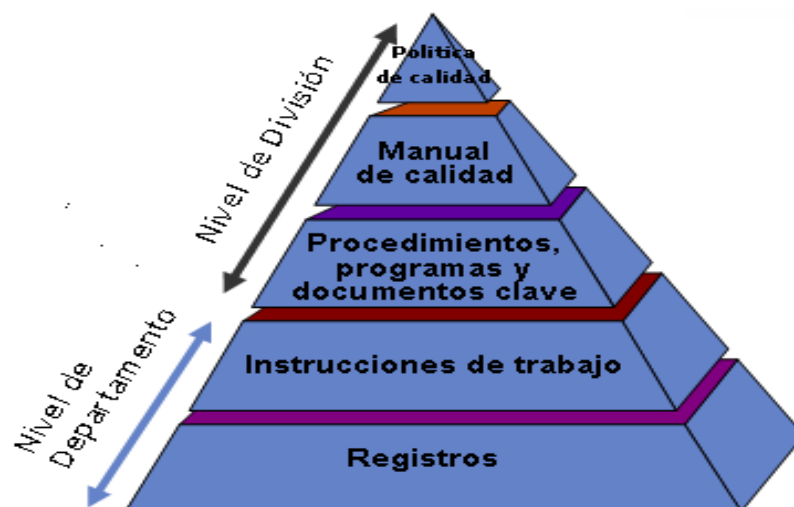 Política
de calidad
Manual
de calidad
Procedimientos,
programas y
documentos clave
Instrucciones de trabajo
Registros
Nivel de División
Nivel de
Departamento